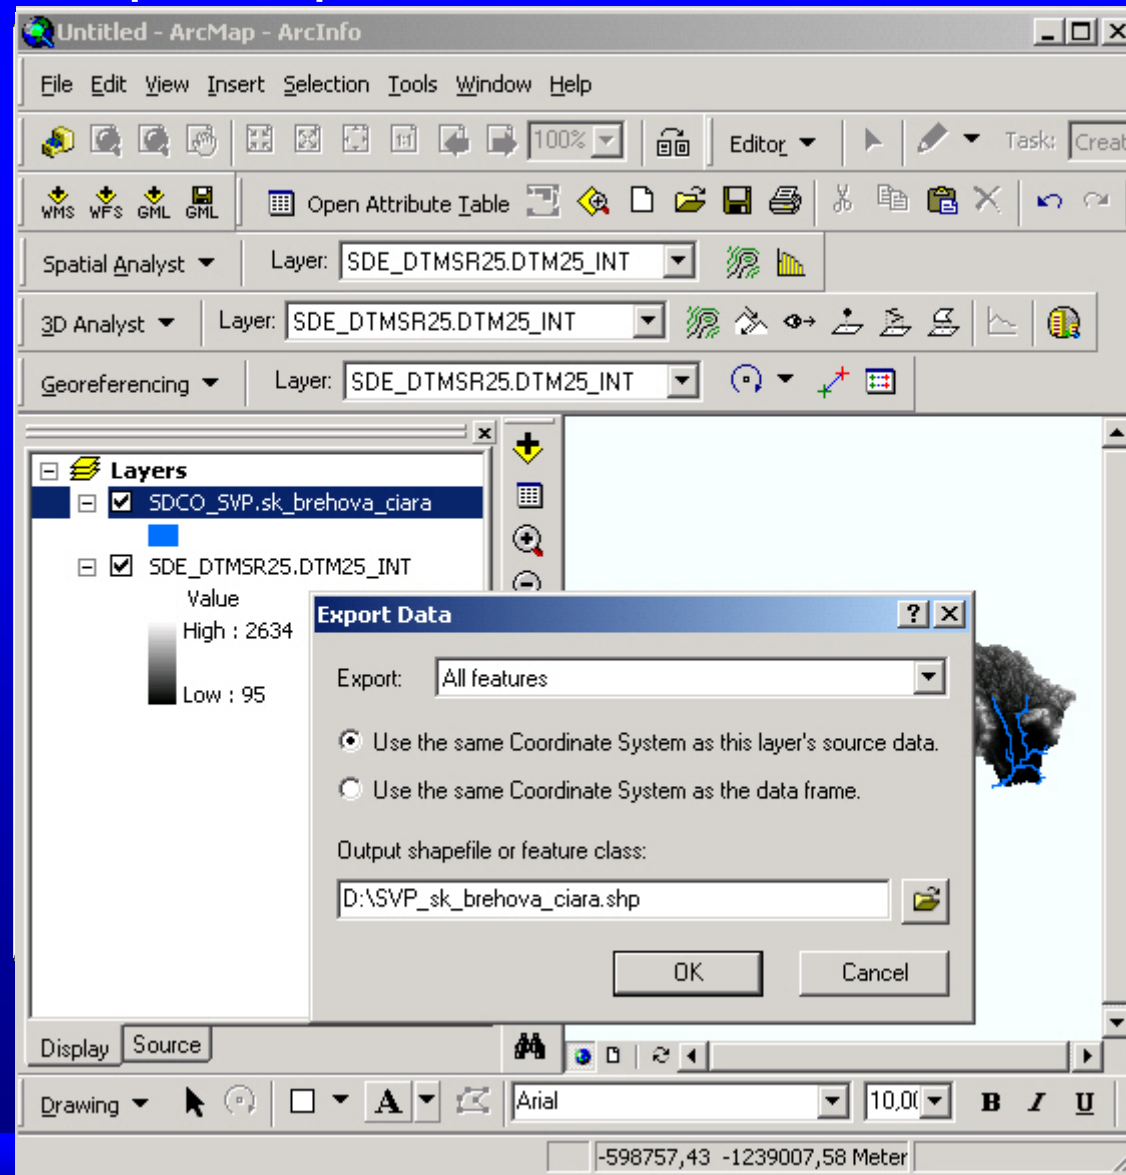 Untitled - ArcMap - ArcInfo
File Edit View Insert Selection Tools Window Help
100% Editor Task: Creat
WMS WFS GML GML Open Attribute Table
Spatial Analyst Layer: SDE_DTMSR25.DTM25_INT
3D Analyst Layer: SDE_DTMSR25.DTM25_INT
Georeferencing Layer: SDE_DTMSR25.DTM25_INT
Layers
SDCO_SVP.sk_brehova_ciara
SDE_DTMSR25.DTM25_INT
Value
High : 2634
Low : 95
Export Data
Export: All features
Use the same Coordinate System as this layer's source data.
Use the same Coordinate System as the data frame.
Output shapefile or feature class:
D:\SVP_sk_brehova_ciara.shp
OK Cancel
Display Source
Drawing A Arial 10,0 B I U
-598757,43 -1239007,58 Meter